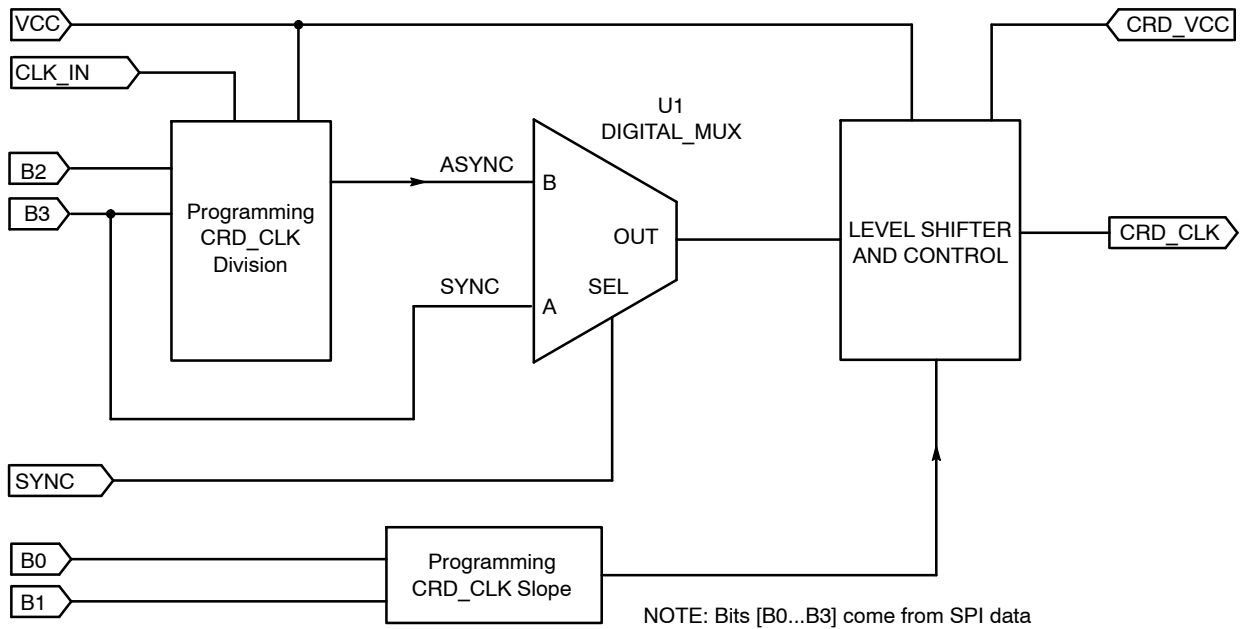 VCC
CRD_VCC
CLK_IN
U1
DIGITAL_MUX
B2
B3
Programming
CRD_CLK
Division
ASYNC
B
OUT
SYNC
A
SEL
LEVEL SHIFTER
AND CONTROL
CRD_CLK
SYNC
B0
B1
Programming
CRD_CLK Slope
NOTE: Bits [B0...B3] come from SPI data